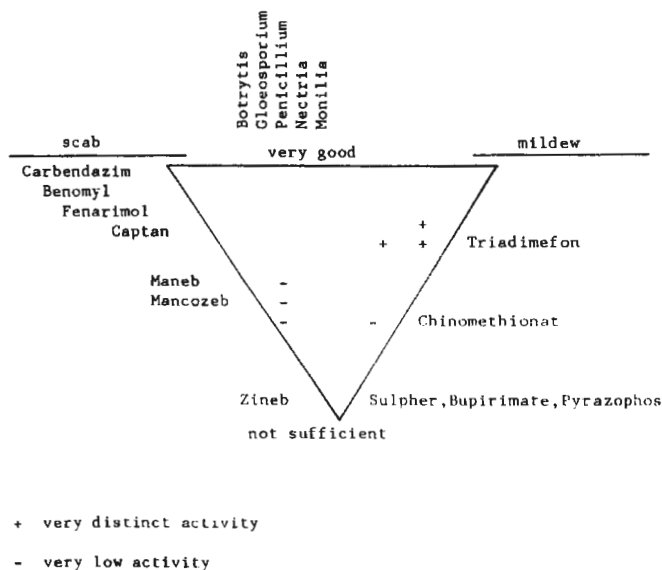 Botrytis
Gloeosporium
Penicillium
Nectria
Monilia
scab
very good
mildew
Carbendazim
Benomyl
Fenarimol
Captan
+
+ + Triadimefon
Maneb -
Mancozeb -
- - Chinomethionat
Zineb Sulpher,Bupirimate,Pyrazophos
not sufficient
+ very distinct activity
- very low activity